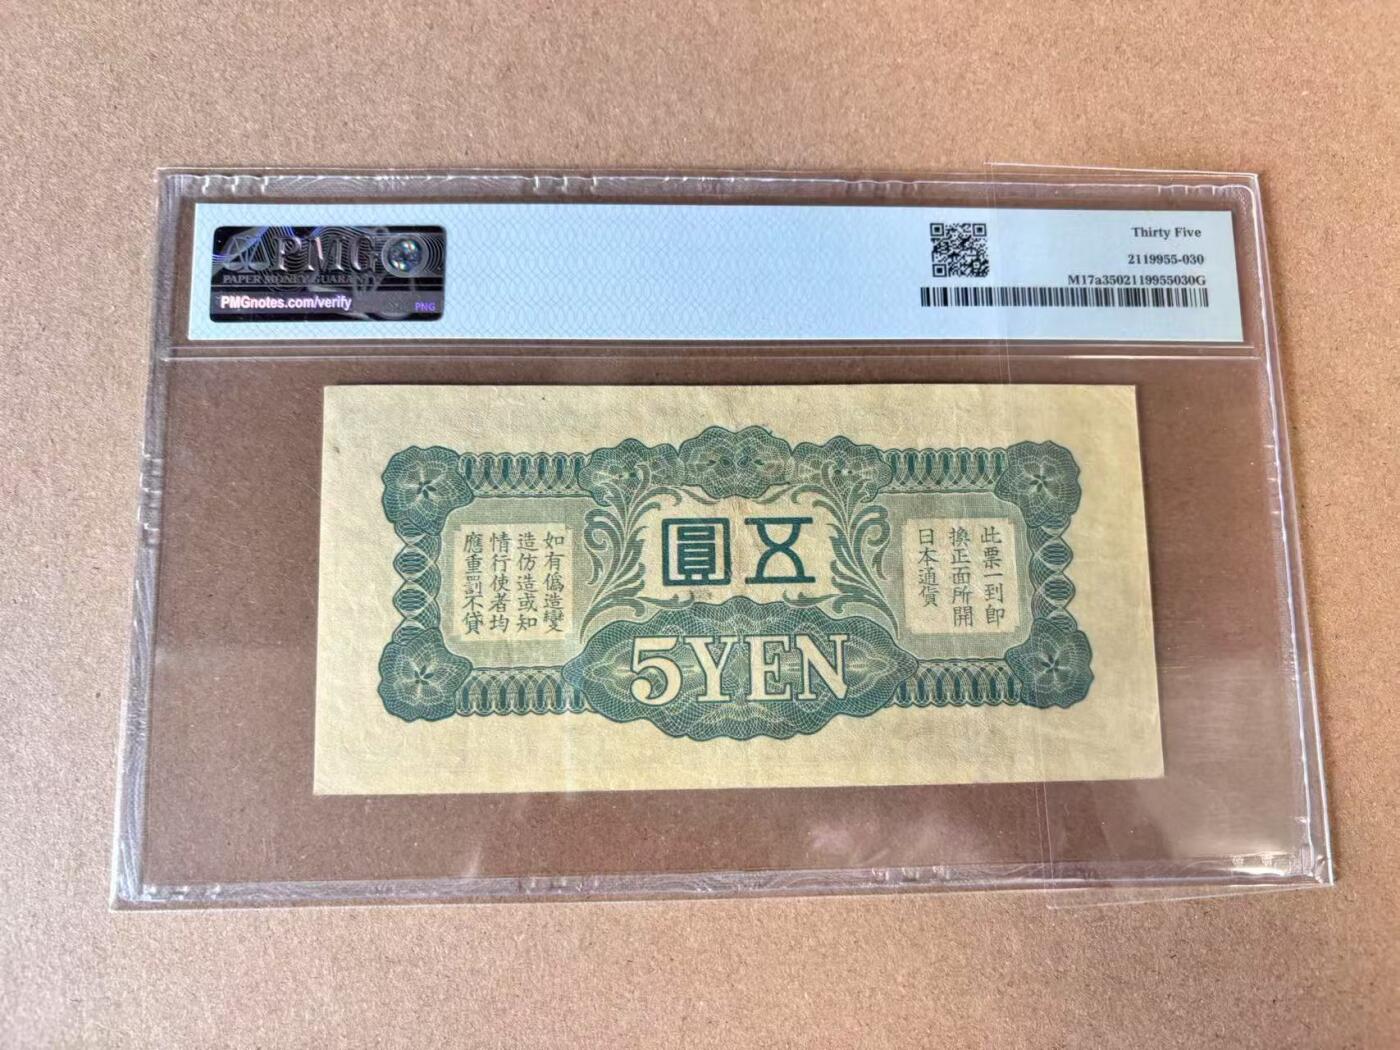 PMG
PAPER MONEY GUARANTY
PMGnotes.com/verify
PNG
Thirty Five
2119955-030
M17a3502119955030G
圓五
此票一到即
換正面所開
日本通貨
如有僞造變
造仿造或知
情行使者均
應重罰不貸
5YEN